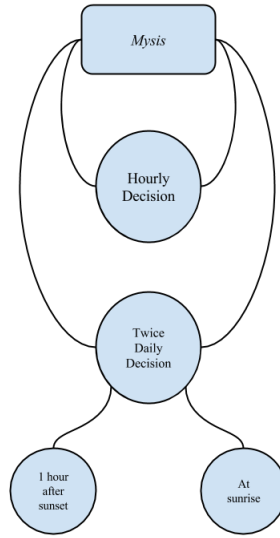 Mysis
Hourly
Decision
Twice
Daily
Decision
1 hour
after
sunset
At
sunrise